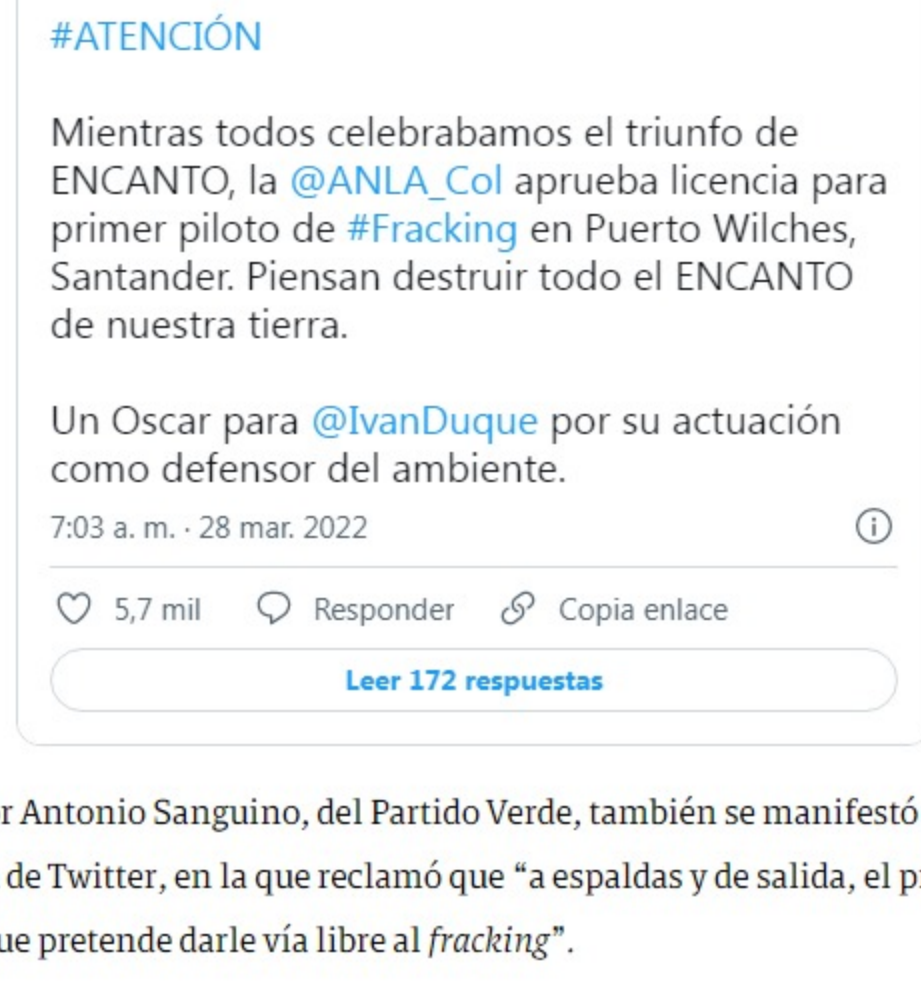 #ATENCIÓN
Mientras todos celebrabamos el triunfo de
ENCANTO, la @ANLA_Col aprueba licencia para
primer piloto de #Fracking en Puerto Wilches,
Santander. Piensan destruir todo el ENCANTO
de nuestra tierra.
Un Oscar para @IvanDuque por su actuación
como defensor del ambiente.
7:03 a. m. · 28 mar. 2022
5,7 mil Responder Copia enlace
Leer 172 respuestas
r Antonio Sanguino, del Partido Verde, también se manifestó
de Twitter, en la que reclamó que “a espaldas y de salida, el p
ue pretende darle vía libre al fracking”.